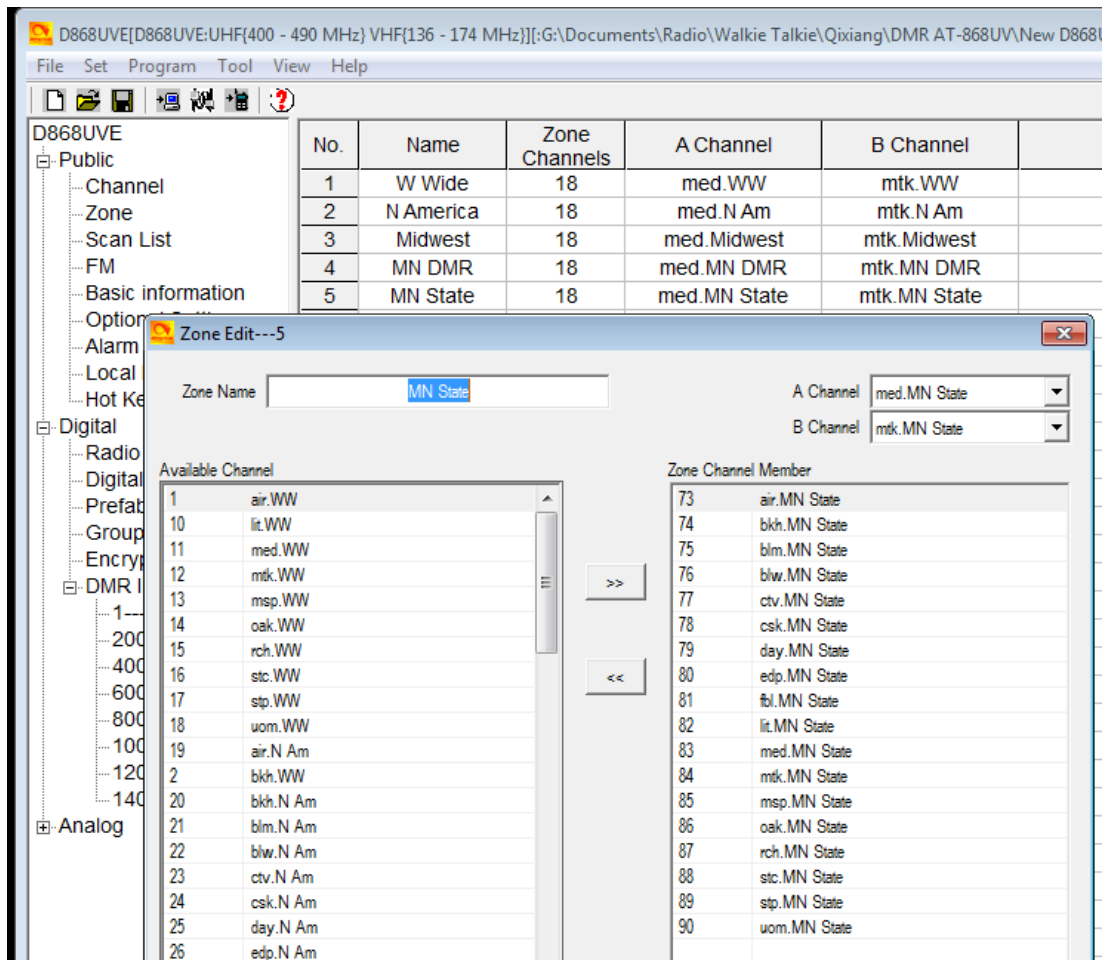 D868UVE[D868UVE:UHF{400 - 490 MHz} VHF{136 - 174 MHz}][:G:\Documents\Radio\Walkie Talkie\Qixiang\DMR AT-868UV\New D868U
File Set Program Tool View Help
D868UVE
Public
Channel
Zone
Scan List
FM
Basic information
Alarm
Local
Digital
Radio
Digital
DMR
Analog
No. Name Zone Channels A Channel B Channel
1 W Wide 18 med.WW mtk.WW
2 N America 18 med.N Am mtk.N Am
3 Midwest 18 med.Midwest mtk.Midwest
4 MN DMR 18 med.MN DMR mtk.MN DMR
5 MN State 18 med.MN State mtk.MN State
Zone Edit---5
Zone Name MN State
A Channel med.MN State
B Channel mtk.MN State
Available Channel
1 air.WW
10 lit.WW
11 med.WW
12 mtk.WW
13 msp.WW
14 oak.WW
15 rch.WW
16 stc.WW
17 stp.WW
18 uom.WW
19 air.N Am
2 bkh.WW
20 bkh.N Am
21 blm.N Am
22 blw.N Am
23 ctv.N Am
24 csk.N Am
25 day.N Am
26 edp.N Am
>>
<<
Zone Channel Member
73 air.MN State
74 bkh.MN State
75 blm.MN State
76 blw.MN State
77 ctv.MN State
78 csk.MN State
79 day.MN State
80 edp.MN State
81 fbl.MN State
82 lit.MN State
83 med.MN State
84 mtk.MN State
85 msp.MN State
86 oak.MN State
87 rch.MN State
88 stc.MN State
89 stp.MN State
90 uom.MN State